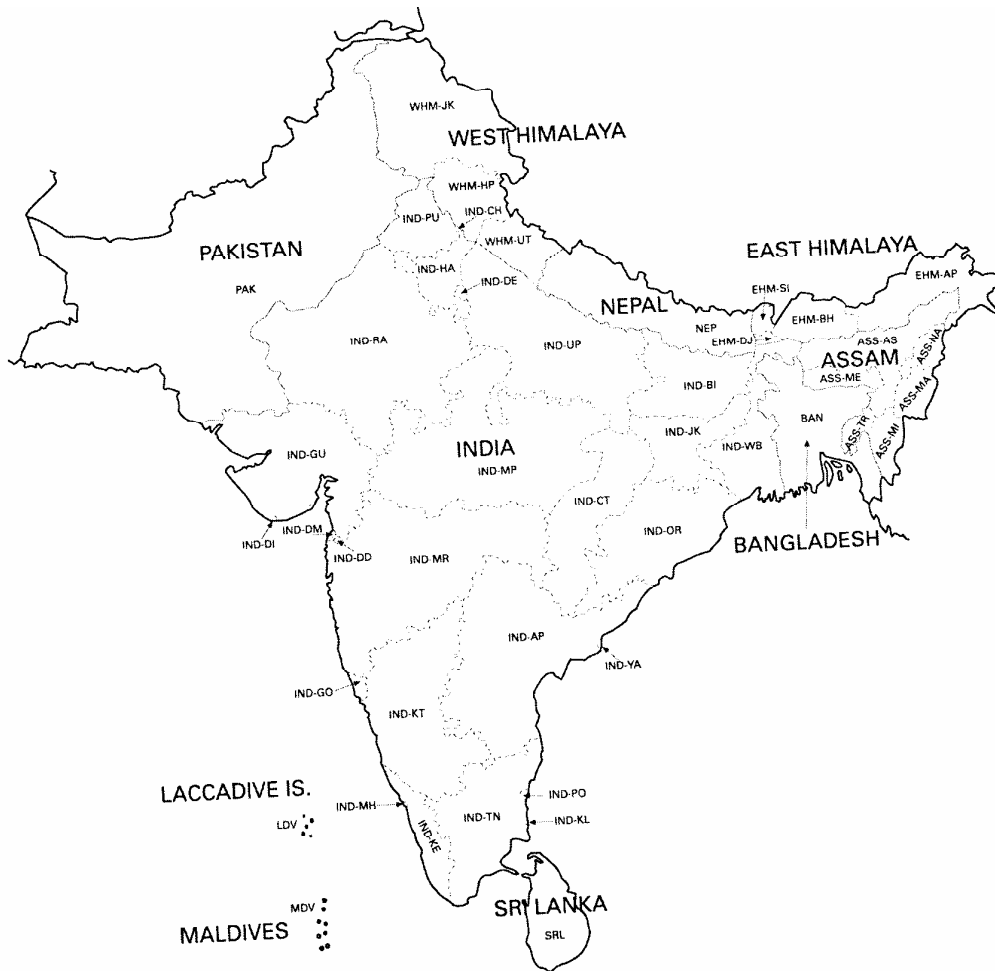 WHM-JK
WEST HIMALAYA
WHM-HP
IND-PU
IND-CH
WHM-UT
PAKISTAN
PAK
IND-HA
IND-DE
EAST HIMALAYA
EHM-AP
EHM-SI
NEPAL
NEP
EHM-BH
EHM-DJ
ASS-AS
ASS-NA
IND-RA
IND-UP
ASSAM
ASS-ME
ASS-MA
IND-BI
BAN
ASS-TR
ASS-MI
IND-JK
IND-WB
INDIA
IND-MP
IND-GU
IND-CT
IND-OR
IND-DM
IND-DI
IND-DD
IND-MR
BANGLADESH
IND-AP
IND-YA
IND-GO
IND-KT
LACCADIVE IS.
LDV
IND-MH
IND-KE
IND-TN
IND-PO
IND-KL
MDV
MALDIVES
SRI LANKA
SRL